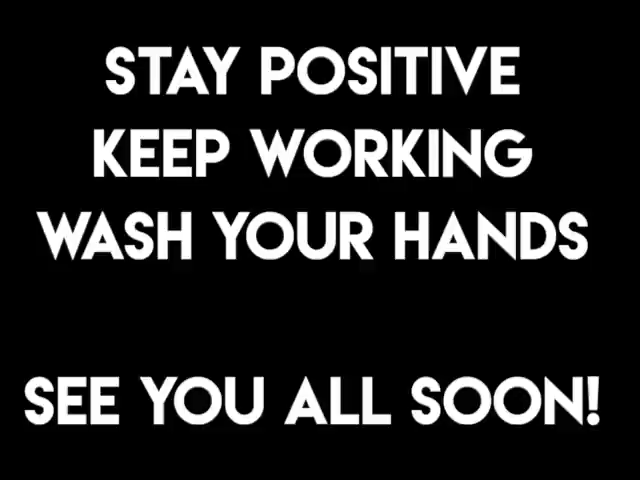 STAY POSITIVE
KEEP WORKING
WASH YOUR HANDS
SEE YOU ALL SOON!